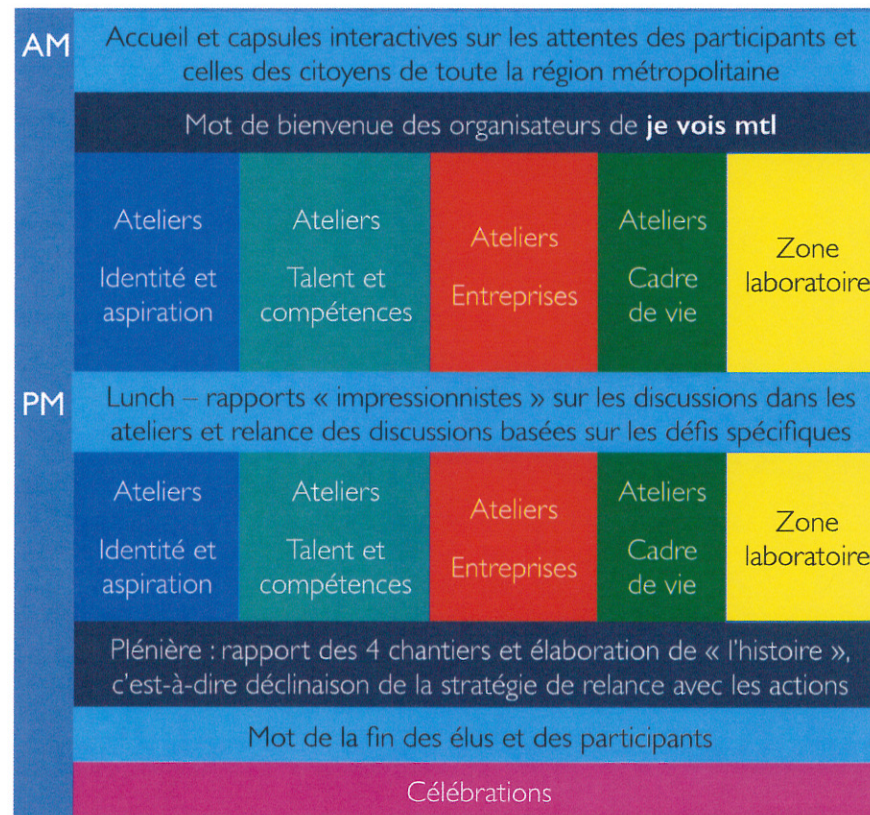 AM
Accueil et capsules interactives sur les attentes des participants et
celles des citoyens de toute la région métropolitaine
Mot de bienvenue des organisateurs de je vois mtl
Ateliers
Identité et
aspiration
Ateliers
Talent et
compétences
Ateliers
Entreprises
Ateliers
Cadre
de vie
Zone
laboratoire
PM
Lunch – rapports « impressionnistes » sur les discussions dans les
ateliers et relance des discussions basées sur les défis spécifiques
Ateliers
Identité et
aspiration
Ateliers
Talent et
compétences
Ateliers
Entreprises
Ateliers
Cadre
de vie
Zone
laboratoire
Plénière : rapport des 4 chantiers et élaboration de « l'histoire »,
c'est-à-dire déclinaison de la stratégie de relance avec les actions
Mot de la fin des élus et des participants
Célébrations